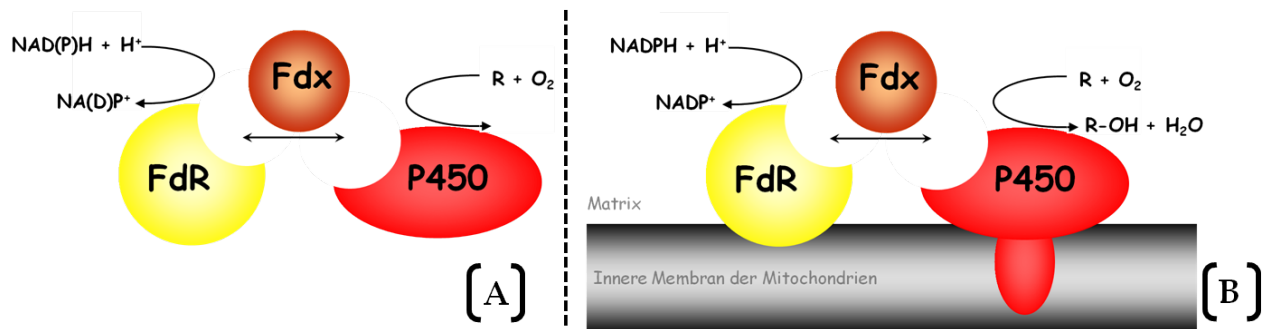 NAD(P)H + H⁺
Fdx
R + O₂
NA(D)P⁺
FdR
P450
[A]
NADPH + H⁺
Fdx
R + O₂
NADP⁺
R-OH + H₂O
FdR
P450
Matrix
Innere Membran der Mitochondrien
[B]